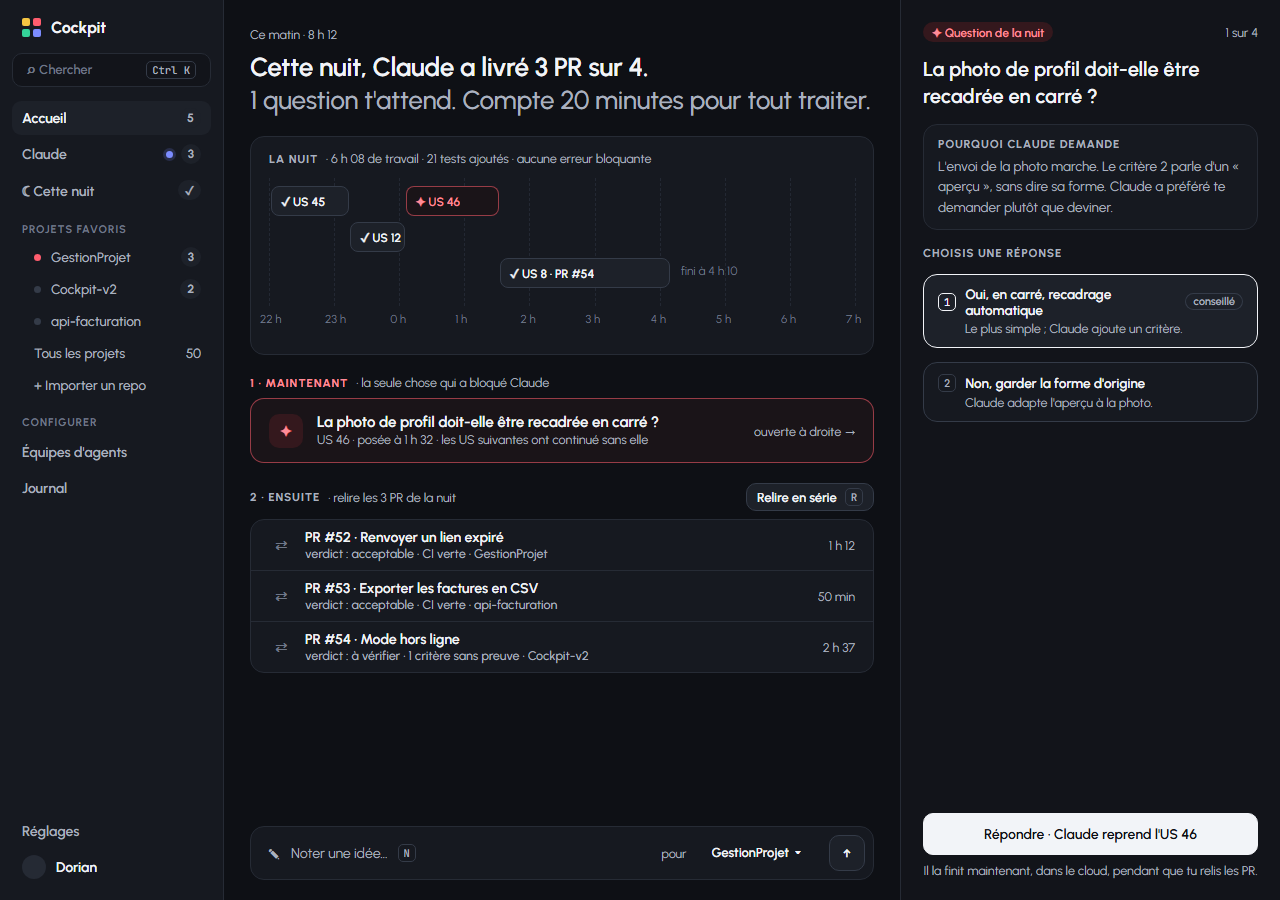 Cockpit
Chercher Ctrl K
Accueil 5
Claude 3
Cette nuit ✓
PROJETS FAVORIS
GestionProjet 3
Cockpit-v2 2
api-facturation
Tous les projets 50
+ Importer un repo
CONFIGURER
Équipes d'agents
Journal
Réglages
Dorian
Ce matin · 8 h 12
Cette nuit, Claude a livré 3 PR sur 4.
1 question t'attend. Compte 20 minutes pour tout traiter.
LA NUIT · 6 h 08 de travail · 21 tests ajoutés · aucune erreur bloquante
✓ US 45
✦ US 46
✓ US 12
✓ US 8 · PR #54 fini à 4 h 10
22 h 23 h 0 h 1 h 2 h 3 h 4 h 5 h 6 h 7 h
1 · MAINTENANT · la seule chose qui a bloqué Claude
La photo de profil doit-elle être recadrée en carré ?
US 46 · posée à 1 h 32 · les US suivantes ont continué sans elle
ouverte à droite →
2 · ENSUITE · relire les 3 PR de la nuit
Relire en série R
PR #52 · Renvoyer un lien expiré
verdict : acceptable · CI verte · GestionProjet
1 h 12
PR #53 · Exporter les factures en CSV
verdict : acceptable · CI verte · api-facturation
50 min
PR #54 · Mode hors ligne
verdict : à vérifier · 1 critère sans preuve · Cockpit-v2
2 h 37
Noter une idée... N
pour GestionProjet
↑
✦ Question de la nuit
1 sur 4
La photo de profil doit-elle être
recadrée en carré ?
POURQUOI CLAUDE DEMANDE
L'envoi de la photo marche. Le critère 2 parle d'un «
aperçu », sans dire sa forme. Claude a préféré te
demander plutôt que deviner.
CHOISIS UNE RÉPONSE
1 Oui, en carré, recadrage
automatique
conseillé
Le plus simple ; Claude ajoute un critère.
2 Non, garder la forme d'origine
Claude adapte l'aperçu à la photo.
Répondre · Claude reprend l'US 46
Il la finit maintenant, dans le cloud, pendant que tu relis les PR.